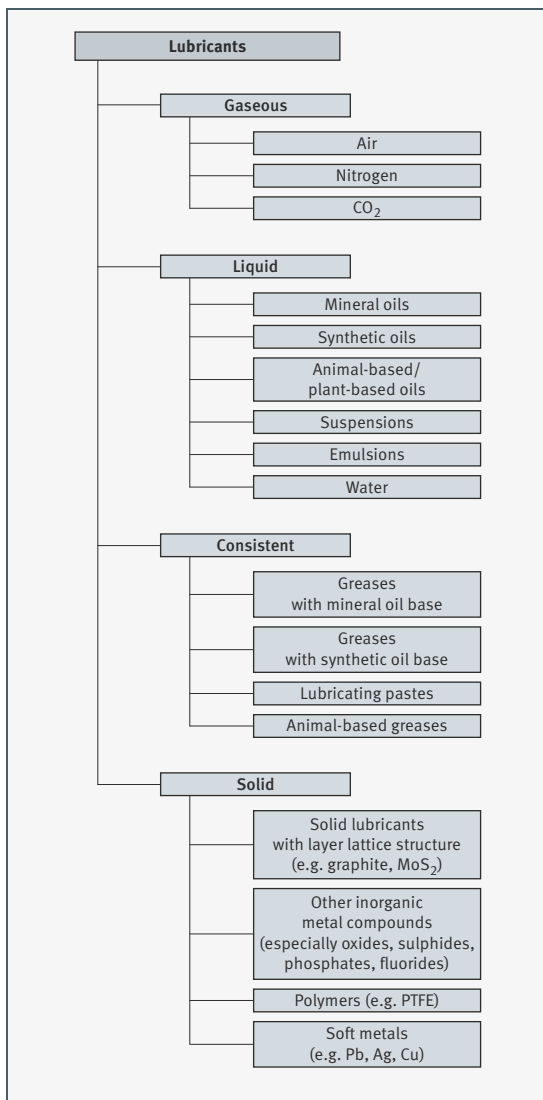 Lubricants
Gaseous
Air
Nitrogen
CO₂
Liquid
Mineral oils
Synthetic oils
Animal-based/
plant-based oils
Suspensions
Emulsions
Water
Consistent
Greases
with mineral oil base
Greases
with synthetic oil base
Lubricating pastes
Animal-based greases
Solid
Solid lubricants
with layer lattice structure
(e.g. graphite, MoS₂)
Other inorganic
metal compounds
(especially oxides, sulphides,
phosphates, fluorides)
Polymers (e.g. PTFE)
Soft metals
(e.g. Pb, Ag, Cu)